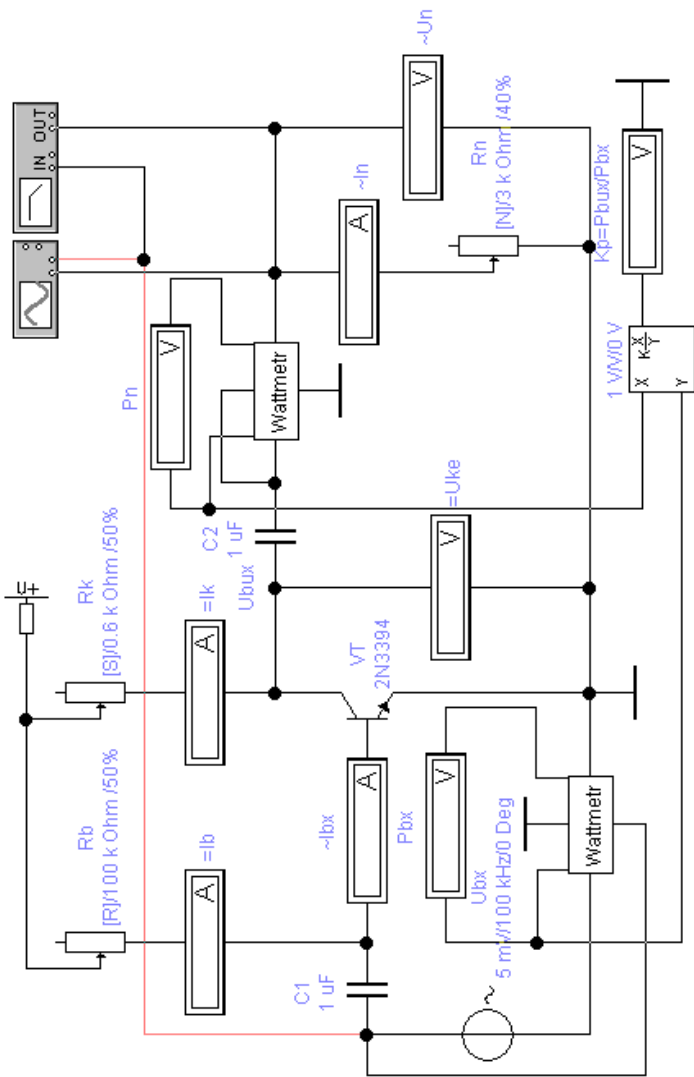 IN OUT
Pn
V
~In
A
~Un
V
Rn
[N]/3 k Ohm /40%
Wattmetr
Rk
[S]/0.6 k Ohm /50%
Rb
[R]/100 k Ohm /50%
=Ik
A
=Ib
A
C2
1 uF
Ubux
=Uke
V
VT
2N3394
~Ibx
A
C1
1 uF
Pbx
V
Ubx
5 mV/100 kHz/0 Deg
~
Wattmetr
Kp=Pbux/Pbx
V
1 V/V/0 V
X
Y
K X/Y